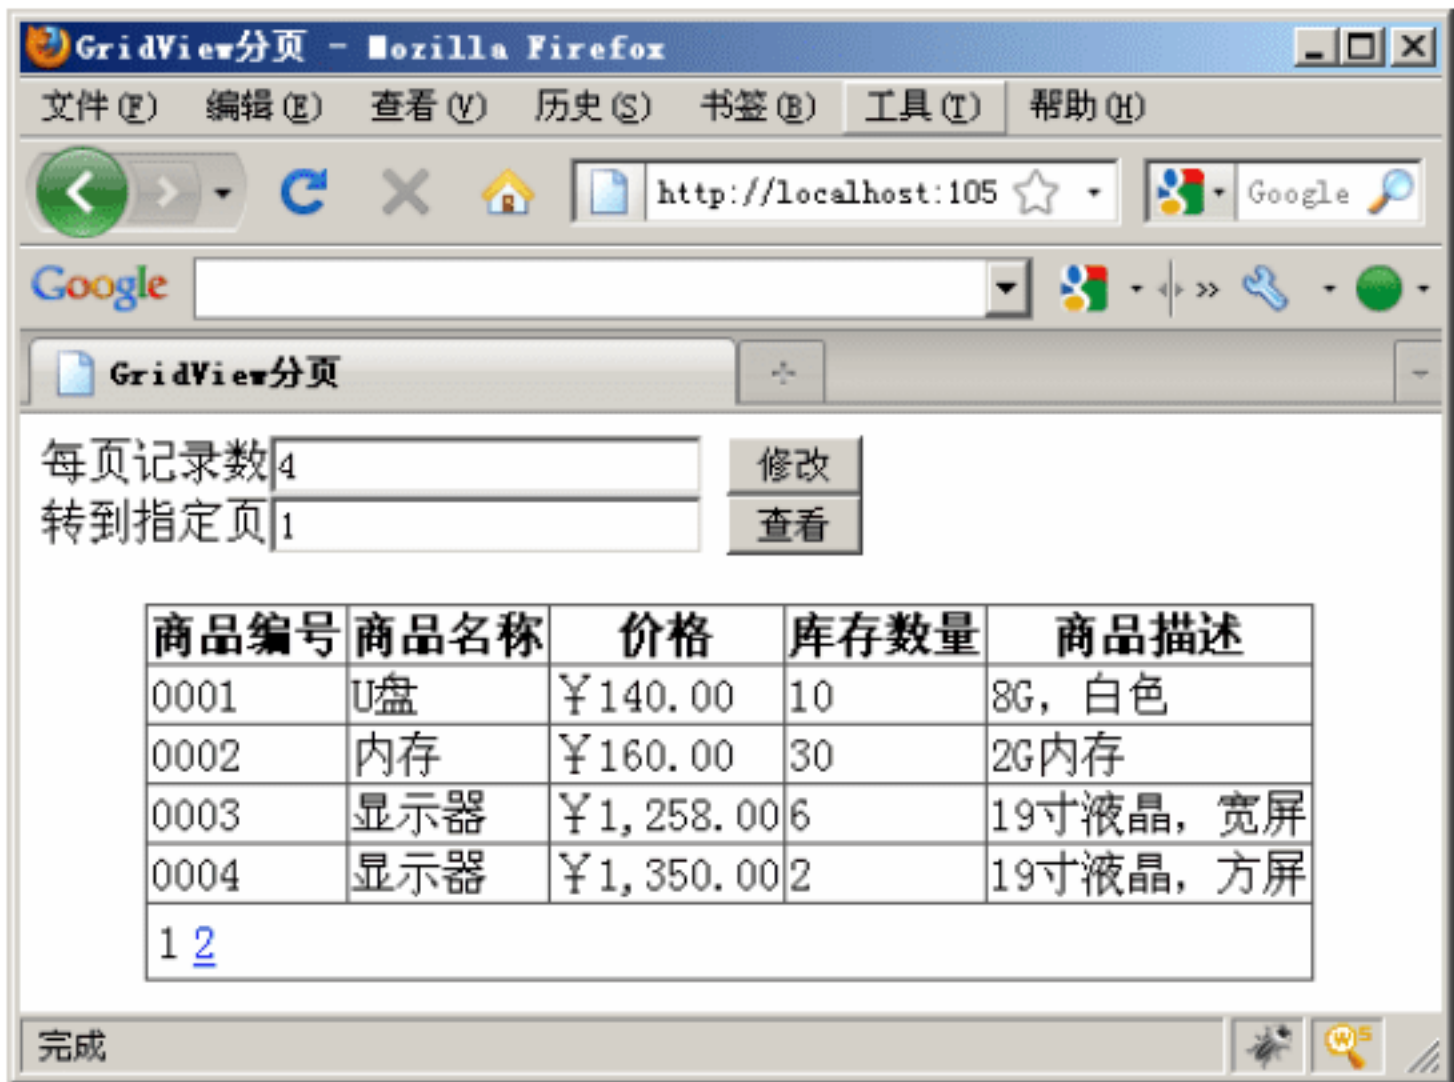 GridView分页 - Mozilla Firefox
文件(F) 编辑(E) 查看(V) 历史(S) 书签(B) 工具(T) 帮助(H)
http://localhost:105 Google
Google
GridView分页
每页记录数 4 修改
转到指定页 1 查看
商品编号 商品名称 价格 库存数量 商品描述
0001 U盘 ¥140.00 10 8G，白色
0002 内存 ¥160.00 30 2G内存
0003 显示器 ¥1,258.00 6 19寸液晶，宽屏
0004 显示器 ¥1,350.00 2 19寸液晶，方屏
1 2
完成 W 5